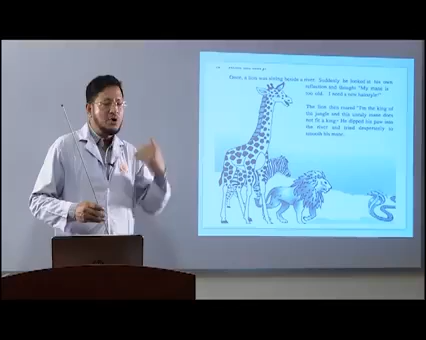 Once, a lion was sitting beside a river. Suddenly he looked at his own
reflection and thought: "My mane is
too old. I need a new hairstyle!"
The lion then roared "I'm the king of
the jungle and this untidy mane does
not fit a king." He dipped his paw into
the river and tried desperately to
smooth his mane.